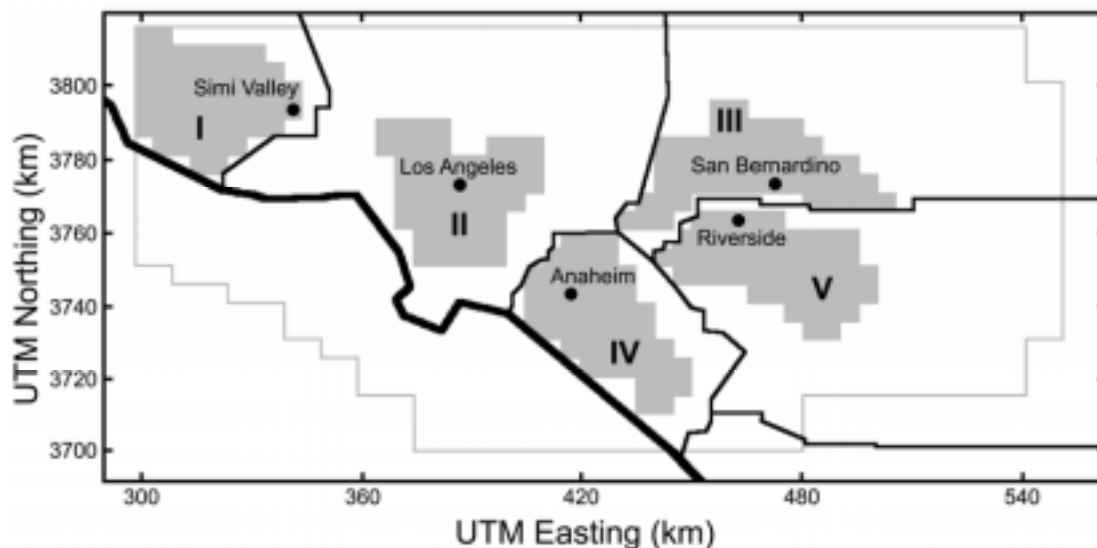 3800
3780
3760
3740
3720
3700
UTM Northing (km)
Simi Valley
I
Los Angeles
II
III
San Bernardino
Riverside
V
Anaheim
IV
300
360
420
480
540
UTM Easting (km)